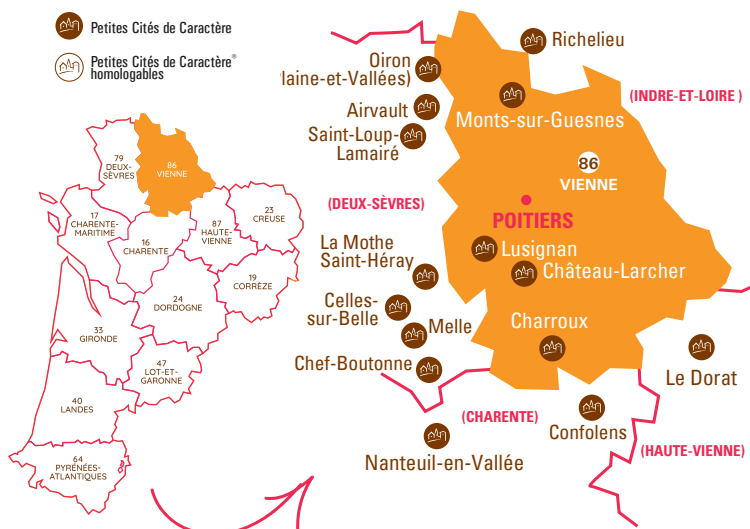 Petites Cités de Caractère
Petites Cités de Caractère®
homologables
79
DEUX-
SÈVRES
86
VIENNE
17
CHARENTE-
MARITIME
16
CHARENTE
87
HAUTE-
VIENNE
23
CREUSE
19
CORRÈZE
24
DORDOGNE
33
GIRONDE
47
LOT-ET-
GARONNE
40
LANDES
64
PYRÉNÉES-
ATLANTIQUES
Richelieu
Oiron
laine-et-Vallées)
(INDRE-ET-LOIRE )
Airvault
Monts-sur-Guesnes
Saint-Loup-
Lamairé
86
VIENNE
(DEUX-SÈVRES)
POITIERS
La Mothe
Saint-Héray
Lusignan
Château-Larcher
Celles-
sur-Belle
Melle
Charroux
Chef-Boutonne
Le Dorat
(CHARENTE)
Confolens
(HAUTE-VIENNE)
Nanteuil-en-Vallée